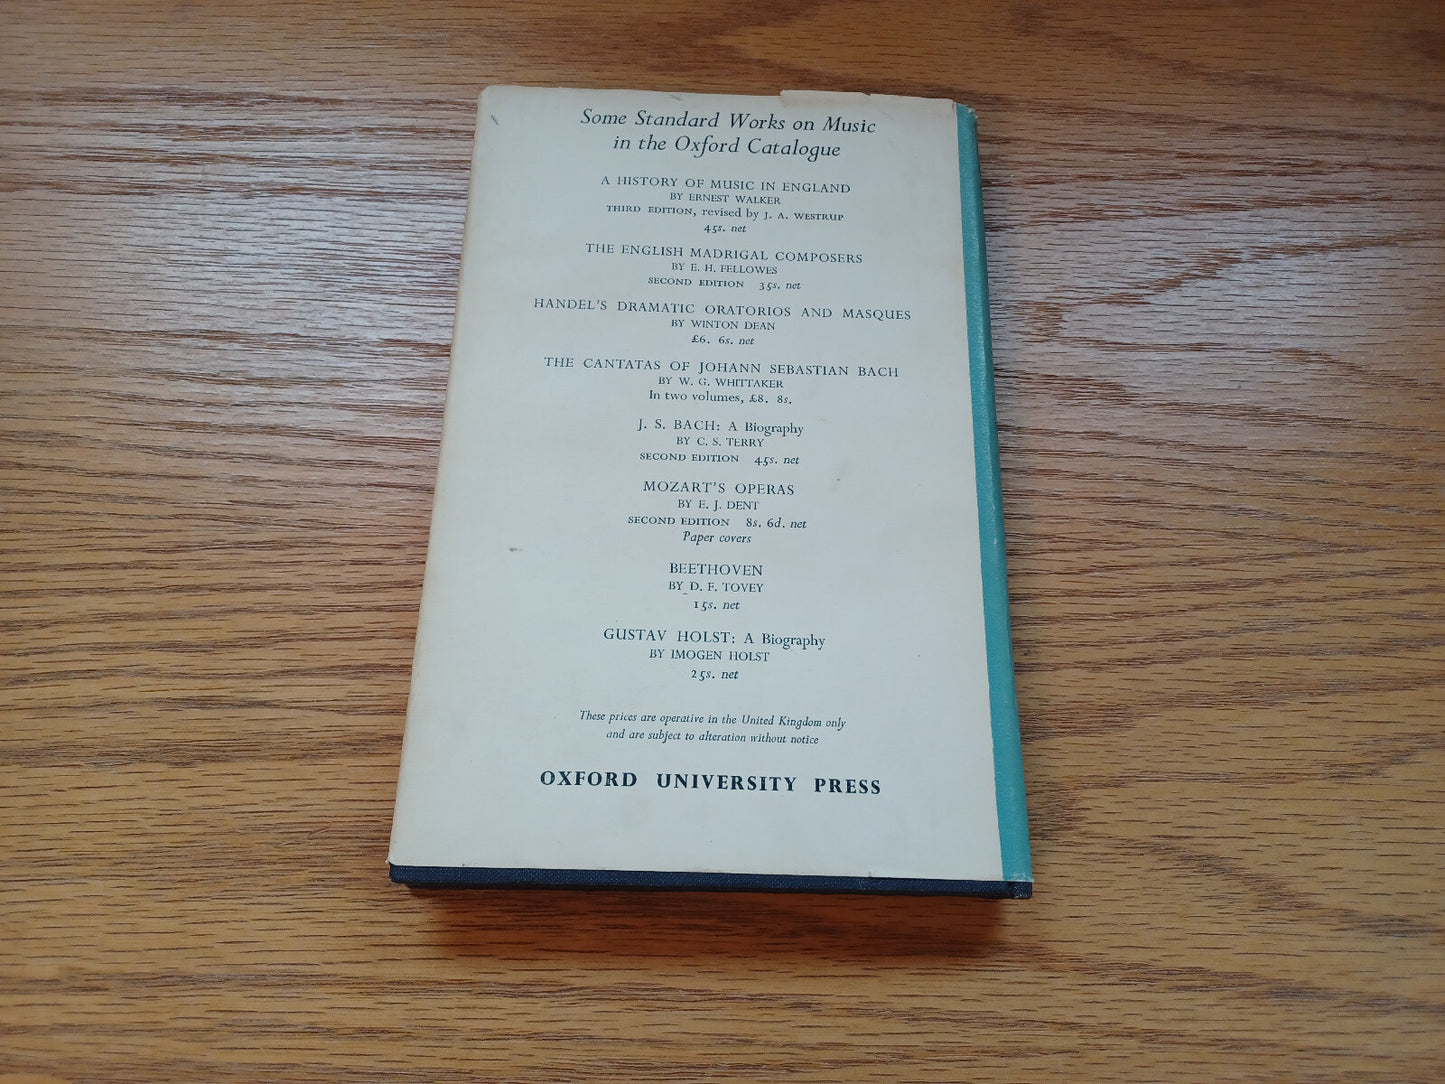 Some Standard Works on Music
in the Oxford Catalogue
A HISTORY OF MUSIC IN ENGLAND
BY ERNEST WALKER
THIRD EDITION, revised by J. A. WESTRUP
45s. net
THE ENGLISH MADRIGAL COMPOSERS
BY E. H. FELLOWES
SECOND EDITION 35s. net
HANDEL'S DRAMATIC ORATORIOS AND MASQUES
BY WINTON DEAN
£6. 6s. net
THE CANTATAS OF JOHANN SEBASTIAN BACH
BY W. G. WHITTAKER
In two volumes, £8. 8s.
J. S. BACH: A Biography
BY C. S. TERRY
SECOND EDITION 45s. net
MOZART'S OPERAS
BY E. J. DENT
SECOND EDITION 8s. 6d. net
Paper covers
BEETHOVEN
BY D. F. TOVEY
15s. net
GUSTAV HOLST: A Biography
BY IMOGEN HOLST
25s. net
These prices are operative in the United Kingdom only
and are subject to alteration without notice
OXFORD UNIVERSITY PRESS